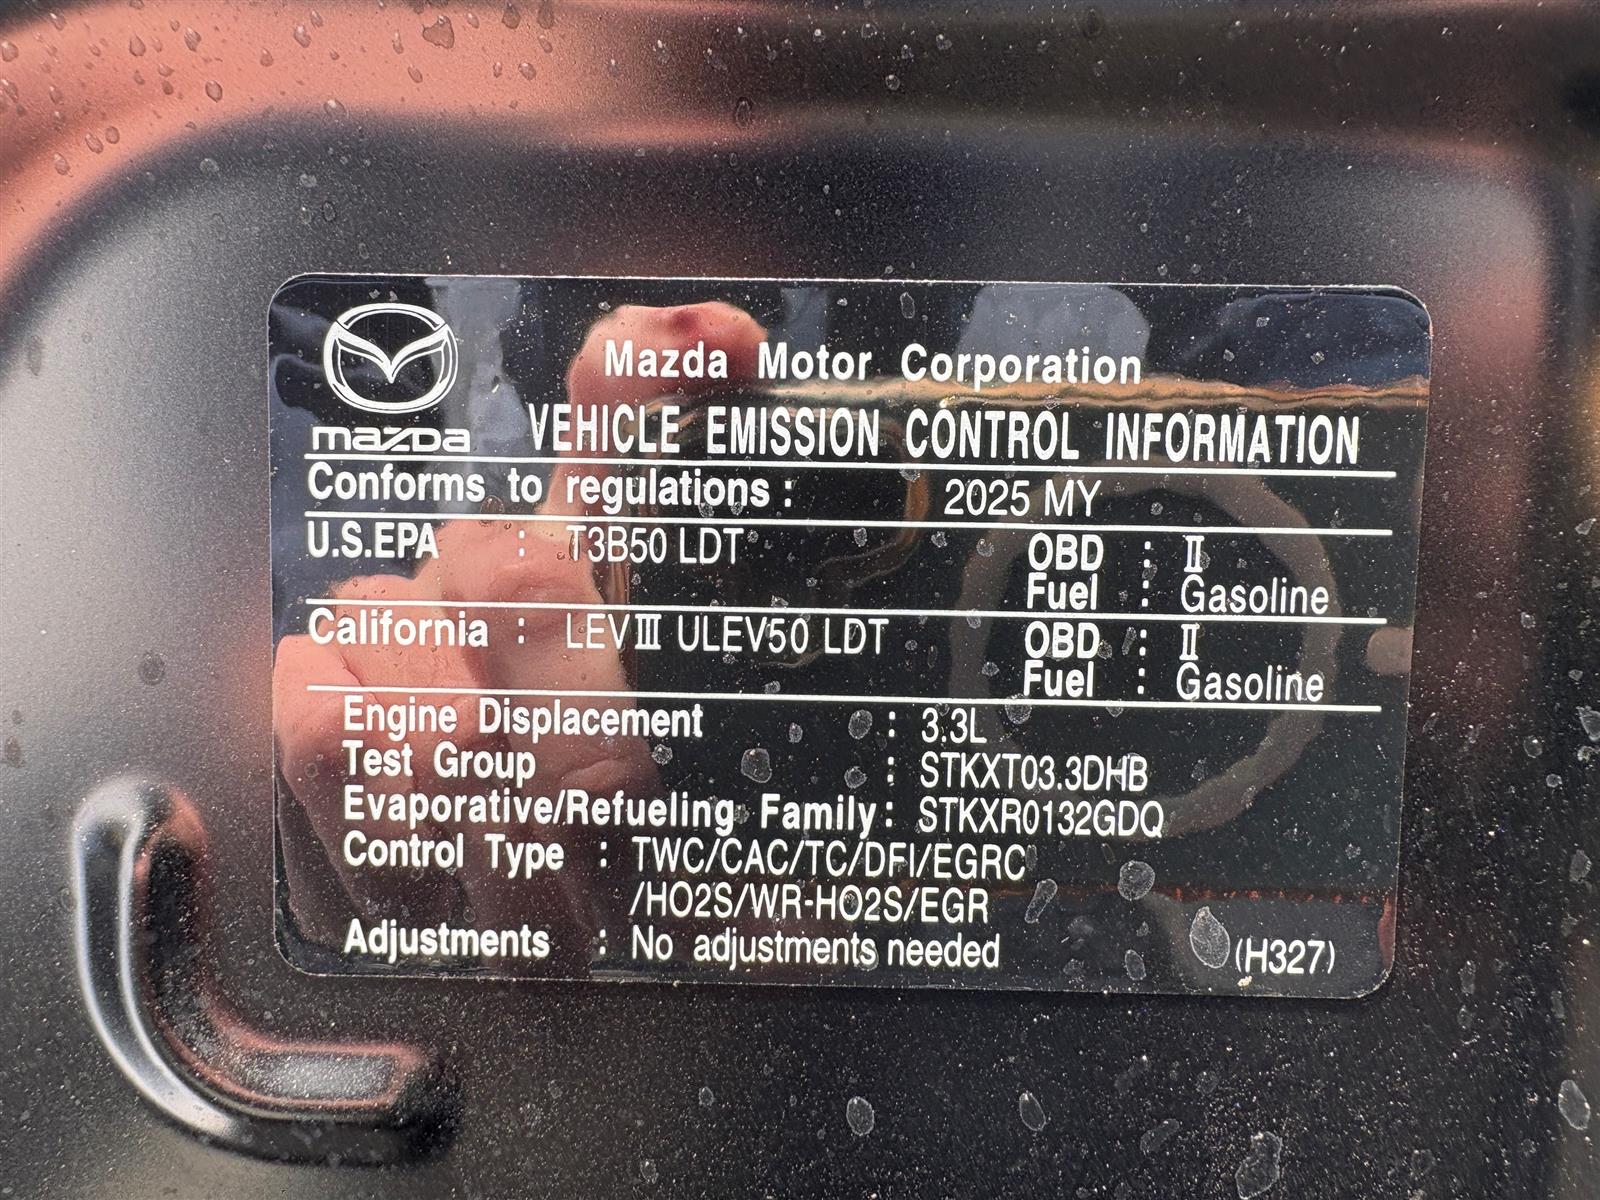 Mazda Motor Corporation
mazda VEHICLE EMISSION CONTROL INFORMATION
Conforms to regulations : 2025 MY
U.S.EPA : T3B50 LDT OBD : Ⅱ
Fuel : Gasoline
California : LEVⅢ ULEV50 LDT OBD : Ⅱ
Fuel : Gasoline
Engine Displacement : 3.3L
Test Group : STKXT03.3DHB
Evaporative/Refueling Family : STKXR0132GDQ
Control Type : TWC/CAC/TC/DFI/EGRC
/HO2S/WR-HO2S/EGR
Adjustments : No adjustments needed (H327)